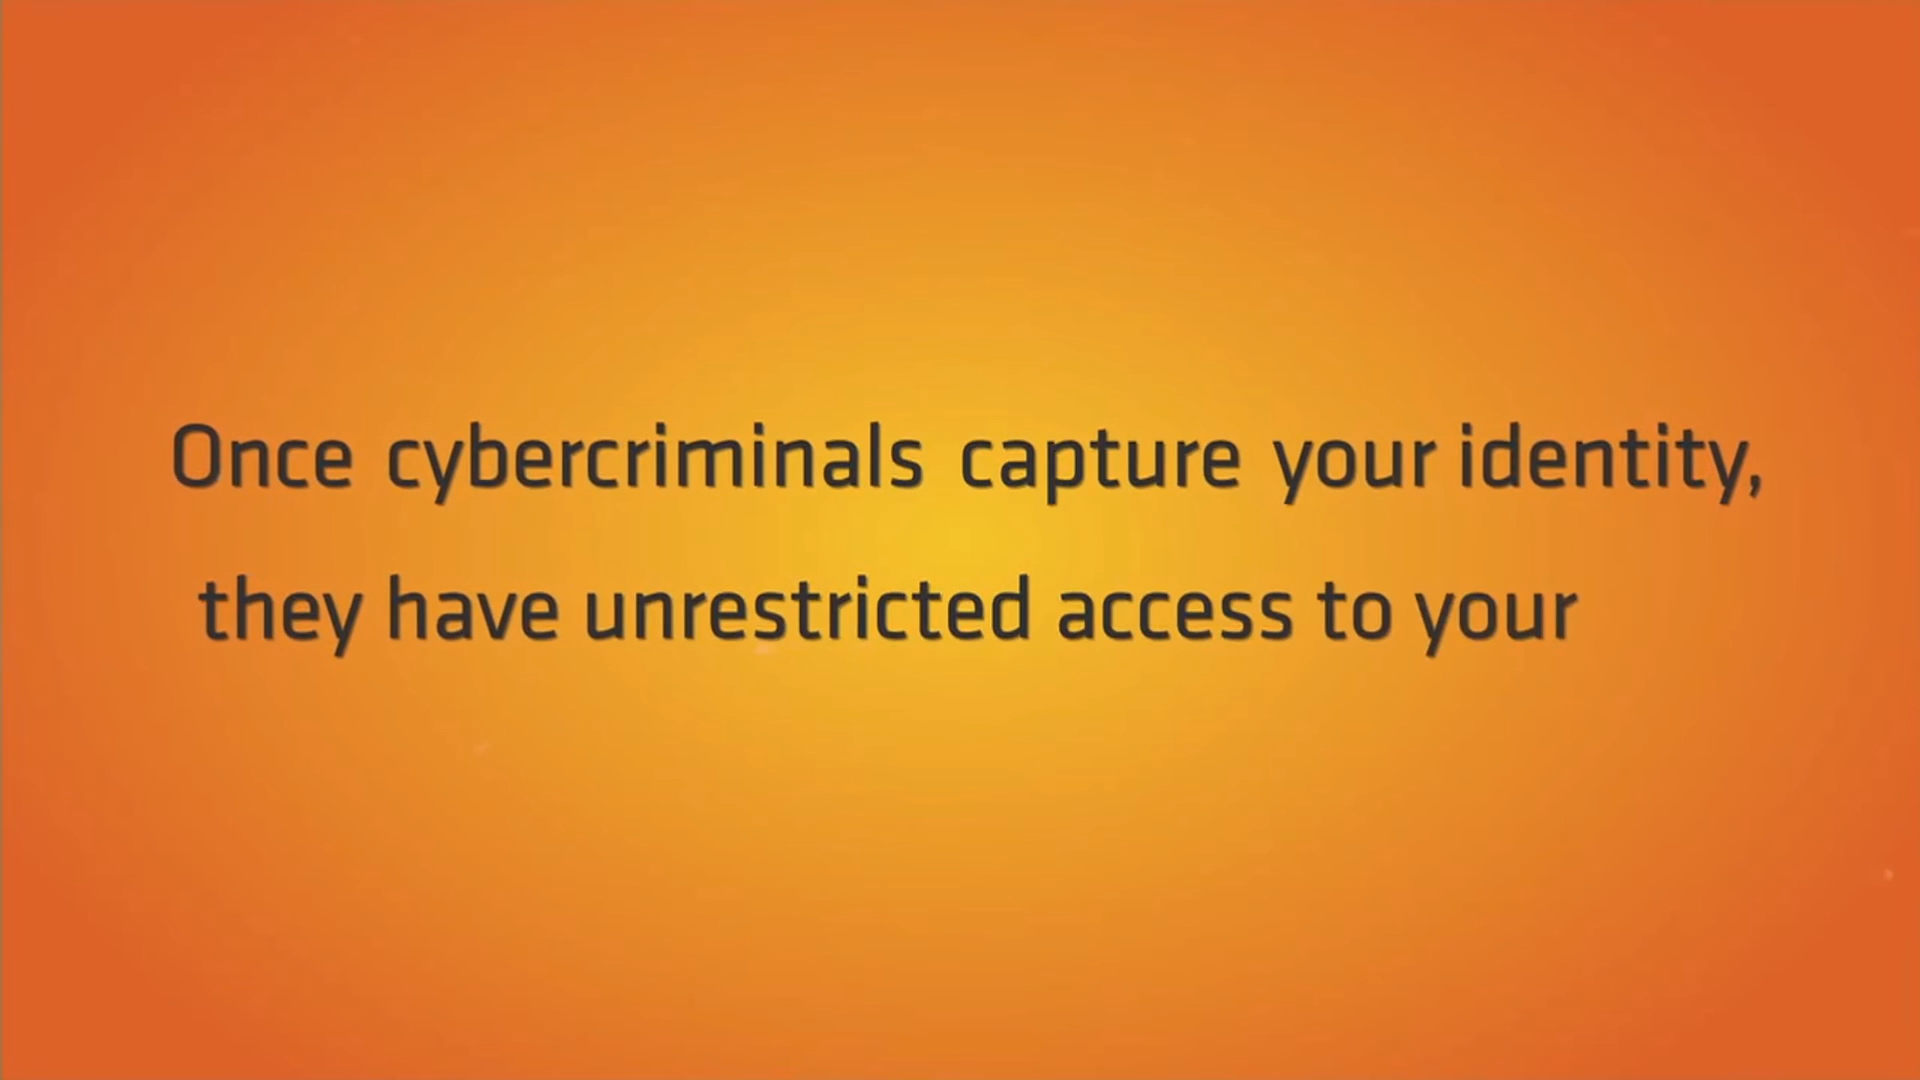 Once cybercriminals capture your identity,
they have unrestricted access to your